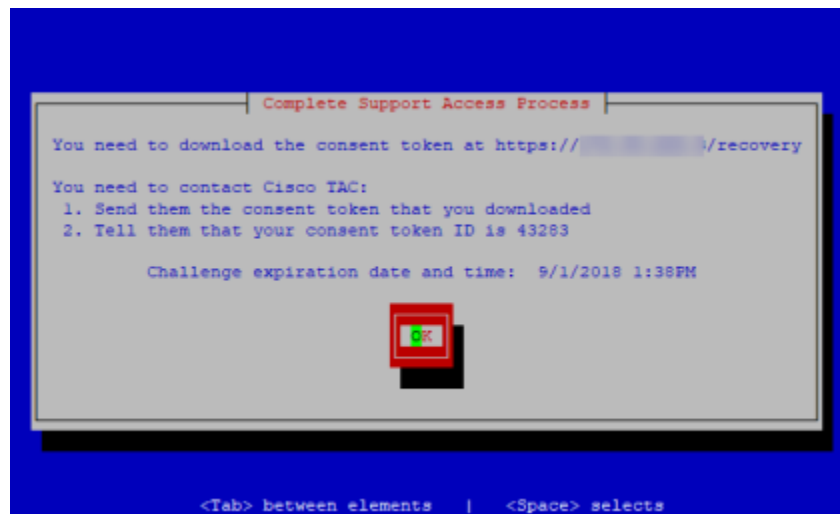 Complete Support Access Process
You need to download the consent token at https:// /recovery
You need to contact Cisco TAC:
1. Send them the consent token that you downloaded
2. Tell them that your consent token ID is 43283
Challenge expiration date and time: 9/1/2018 1:38PM
OK
<Tab> between elements | <Space> selects